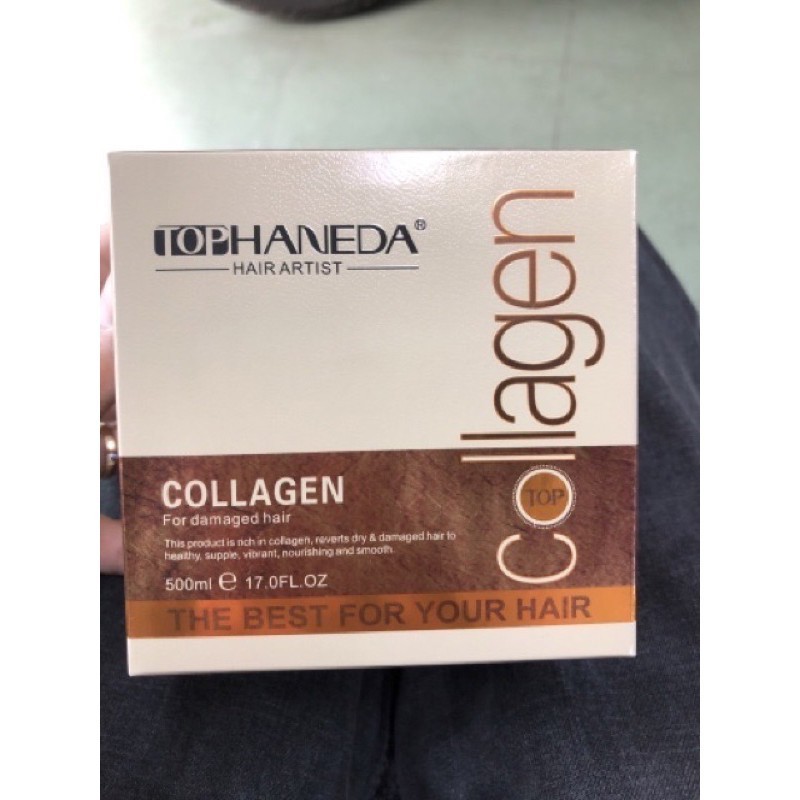 TOPHANEDA®
HAIR ARTIST
Collagen
TOP
COLLAGEN
For damaged hair
This product is rich in collagen, reverts dry & damaged hair to
healthy, supple, vibrant, nourishing and smooth.
500ml ℮ 17.0FL.OZ
THE BEST FOR YOUR HAIR